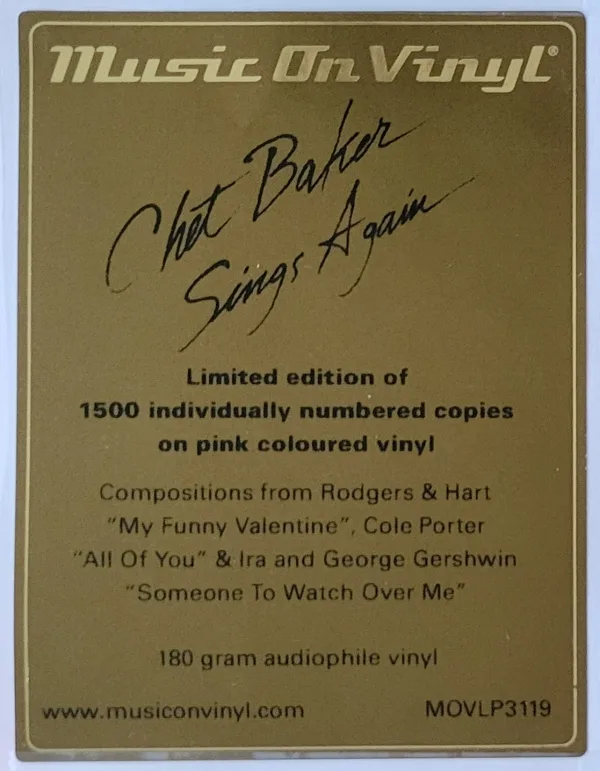 Music On Vinyl®
Chet Baker
Sings Again
Limited edition of
1500 individually numbered copies
on pink coloured vinyl
Compositions from Rodgers & Hart
"My Funny Valentine", Cole Porter
"All Of You" & Ira and George Gershwin
"Someone To Watch Over Me"
180 gram audiophile vinyl
www.musiconvinyl.com
MOVLP3119